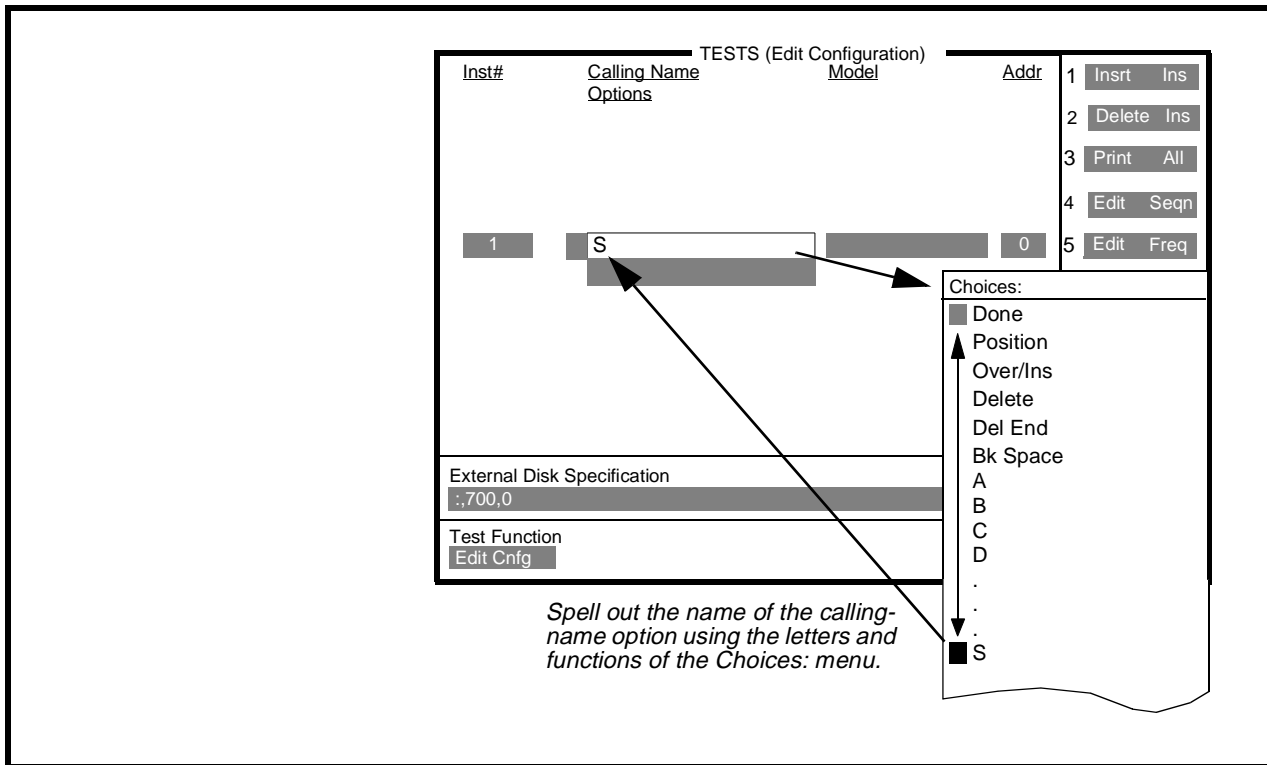 TESTS (Edit Configuration)
Inst# Calling Name Model Addr
Options
1 Insrt Ins
2 Delete Ins
3 Print All
4 Edit Seqn
5 Edit Freq
1 S 0
Choices:
Done
Position
Over/Ins
Delete
Del End
Bk Space
A
B
C
D
.
.
.
S
External Disk Specification
:,700,0
Test Function
Edit Cnfg
Spell out the name of the calling-
name option using the letters and
functions of the Choices: menu.